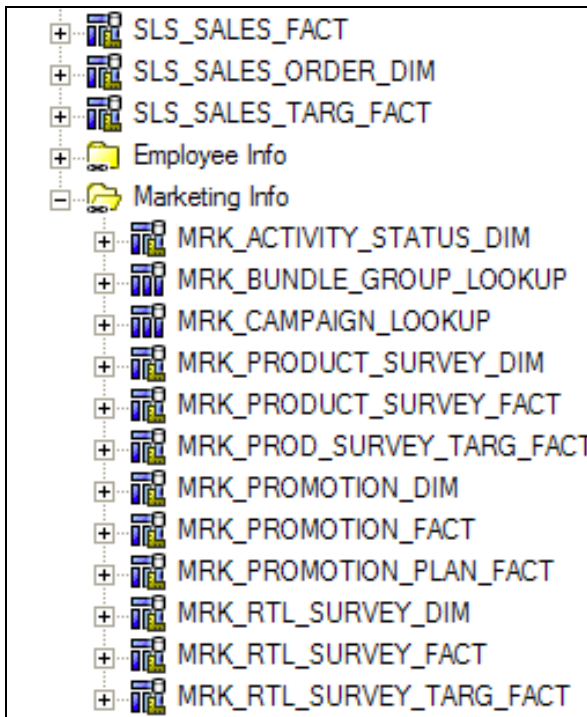 SLS_SALES_FACT
SLS_SALES_ORDER_DIM
SLS_SALES_TARG_FACT
Employee Info
Marketing Info
MRK_ACTIVITY_STATUS_DIM
MRK_BUNDLE_GROUP_LOOKUP
MRK_CAMPAIGN_LOOKUP
MRK_PRODUCT_SURVEY_DIM
MRK_PRODUCT_SURVEY_FACT
MRK_PROD_SURVEY_TARG_FACT
MRK_PROMOTION_DIM
MRK_PROMOTION_FACT
MRK_PROMOTION_PLAN_FACT
MRK_RTL_SURVEY_DIM
MRK_RTL_SURVEY_FACT
MRK_RTL_SURVEY_TARG_FACT